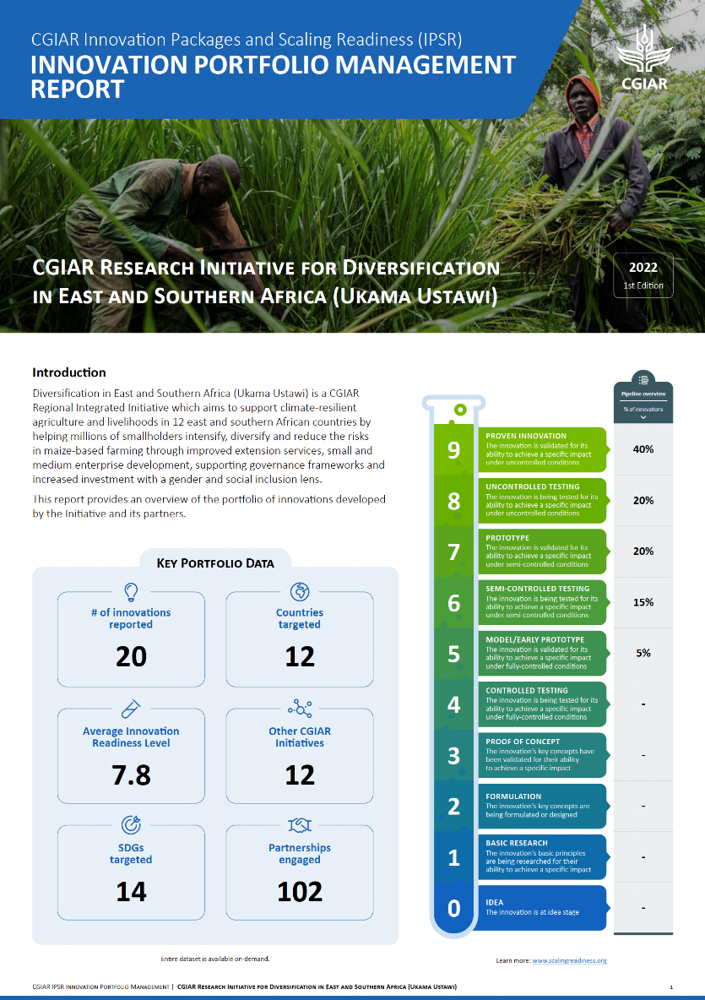 CGIAR Innovation Packages and Scaling Readiness (IPSR)
INNOVATION PORTFOLIO MANAGEMENT
REPORT
CGIAR
CGIAR Research Initiative for Diversification
in East and Southern Africa (Ukama Ustawi)
2022
1st Edition
Introduction
Diversification in East and Southern Africa (Ukama Ustawi) is a CGIAR
Regional Integrated Initiative which aims to support climate-resilient
agriculture and livelihoods in 12 east and southern African countries by
helping millions of smallholders intensify, diversify and reduce the risks
in maize-based farming through improved extension services, small and
medium enterprise development, supporting governance frameworks and
increased investment with a gender and social inclusion lens.
This report provides an overview of the portfolio of innovations developed
by the Initiative and its partners.
Key Portfolio Data
# of innovations
reported
20
Countries
targeted
12
Average Innovation
Readiness Level
7.8
Other CGIAR
Initiatives
12
SDGs
targeted
14
Partnerships
engaged
102
Entire dataset is available on-demand.
Pipeline overview
% of innovations
9
PROVEN INNOVATION
The innovation is validated for its
ability to achieve a specific impact
under uncontrolled conditions
40%
8
UNCONTROLLED TESTING
The innovation is being tested for its
ability to achieve a specific impact
under uncontrolled conditions
20%
7
PROTOTYPE
The innovation is validated for its
ability to achieve a specific impact
under semi-controlled conditions
20%
6
SEMI-CONTROLLED TESTING
The innovation is being tested for its
ability to achieve a specific impact
under semi-controlled conditions
15%
5
MODEL/EARLY PROTOTYPE
The innovation is validated for its
ability to achieve a specific impact
under fully-controlled conditions
5%
4
CONTROLLED TESTING
The innovation is being tested for its
ability to achieve a specific impact
under fully-controlled conditions
-
3
PROOF OF CONCEPT
The innovation's key concepts have
been validated for their ability
to achieve a specific impact
-
2
FORMULATION
The innovation's key concepts are
being formulated or designed
-
1
BASIC RESEARCH
The innovation's basic principles
are being researched for their
ability to achieve a specific impact
-
0
IDEA
The innovation is at idea stage
-
Learn more: www.scalingreadiness.org
CGIAR IPSR Innovation Portfolio Management | CGIAR Research Initiative for Diversification in East and Southern Africa (Ukama Ustawi)
1